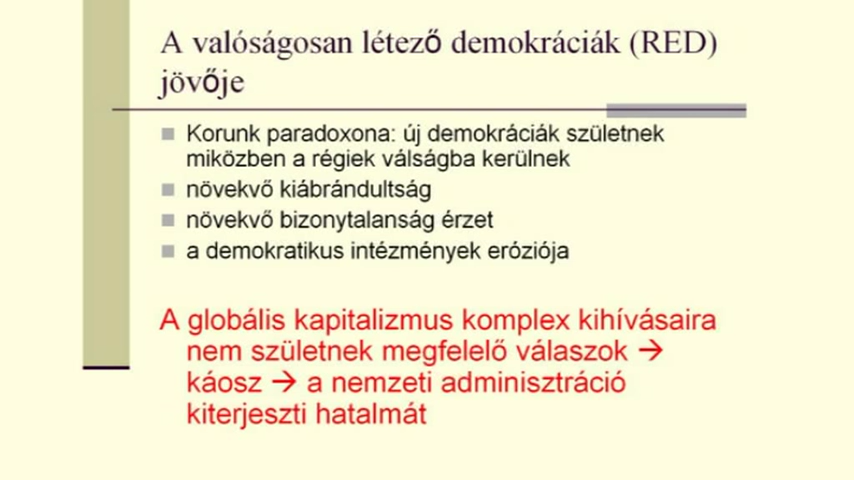 A valóságosan létező demokráciák (RED)
jövője
Korunk paradoxona: új demokráciák születnek
miközben a régiek válságba kerülnek
növekvő kiábrándultság
növekvő bizonytalanság érzet
a demokratikus intézmények eróziója
A globális kapitalizmus komplex kihívásaira
nem születnek megfelelő válaszok →
káosz → a nemzeti adminisztráció
kiterjeszti hatalmát